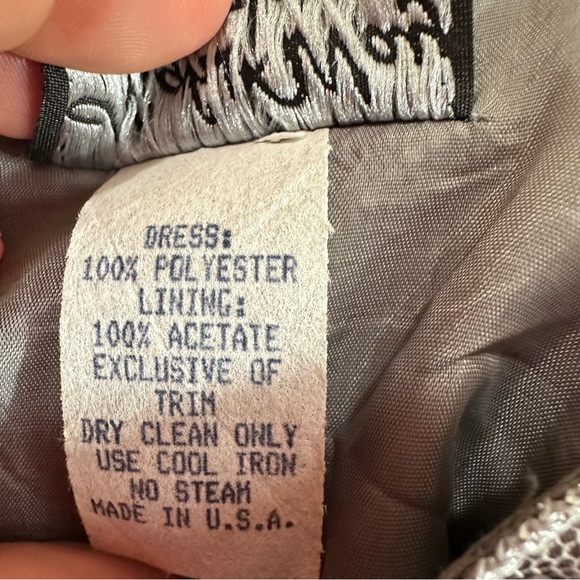 DRESS:
100% POLYESTER
LINING:
100% ACETATE
EXCLUSIVE OF
TRIM
DRY CLEAN ONLY
USE COOL IRON
NO STEAM
MADE IN U.S.A.